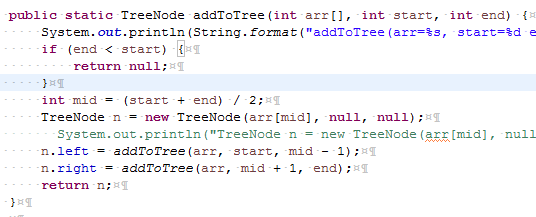 public static TreeNode addToTree(int arr[], int start, int end) {
System.out.println(String.format("addToTree(arr=%s, start=%d e
if (end < start) {
return null;
}
int mid = (start + end) / 2;
TreeNode n = new TreeNode(arr[mid], null, null);
System.out.println("TreeNode n = new TreeNode(arr[mid], null
n.left = addToTree(arr, start, mid - 1);
n.right = addToTree(arr, mid + 1, end);
return n;
}